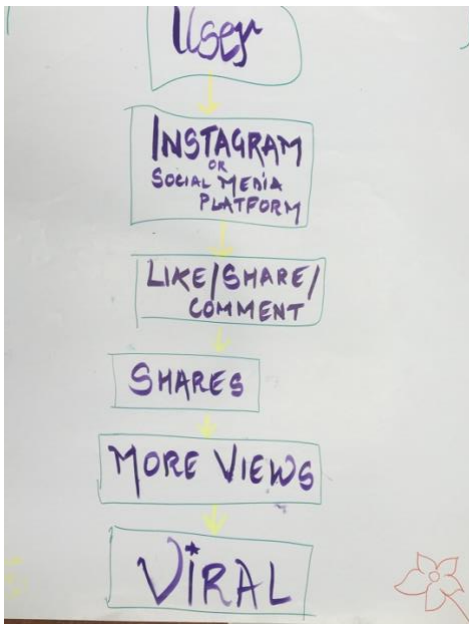 User
INSTAGRAM
OR
SOCIAL MEDIA
PLATFORM
LIKE/SHARE/
COMMENT
SHARES
MORE VIEWS
ViRAL